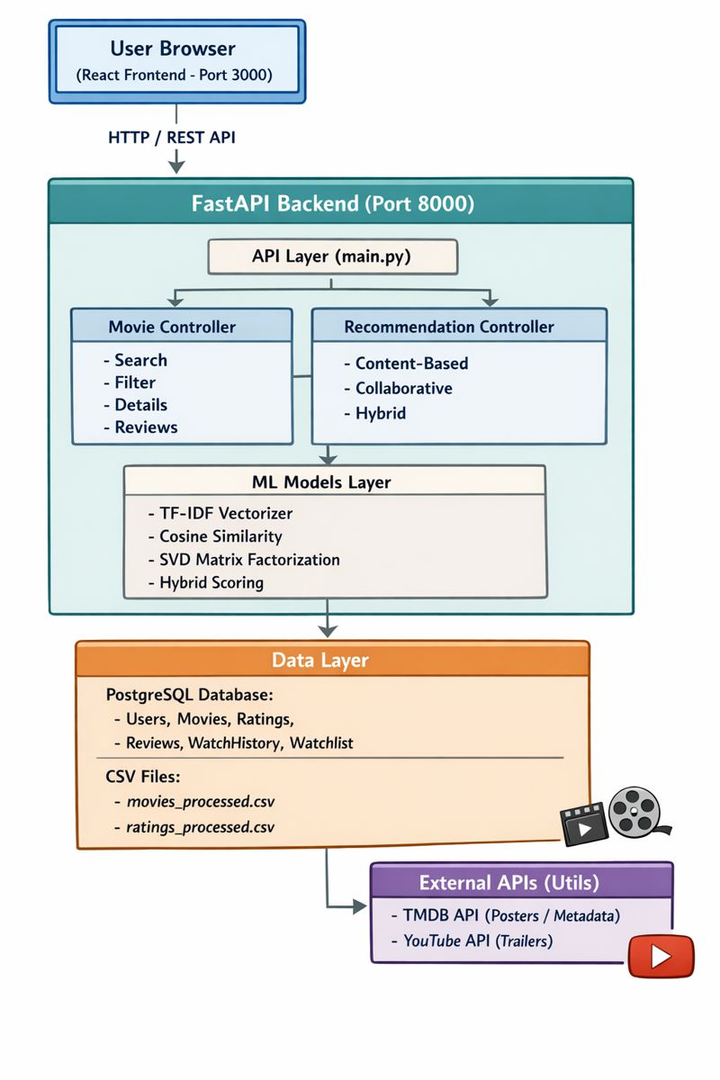 User Browser
(React Frontend - Port 3000)
HTTP / REST API
FastAPI Backend (Port 8000)
API Layer (main.py)
Movie Controller
- Search
- Filter
- Details
- Reviews
Recommendation Controller
- Content-Based
- Collaborative
- Hybrid
ML Models Layer
- TF-IDF Vectorizer
- Cosine Similarity
- SVD Matrix Factorization
- Hybrid Scoring
Data Layer
PostgreSQL Database:
- Users, Movies, Ratings,
- Reviews, WatchHistory, Watchlist
CSV Files:
- movies_processed.csv
- ratings_processed.csv
External APIs (Utils)
- TMDB API (Posters / Metadata)
- YouTube API (Trailers)